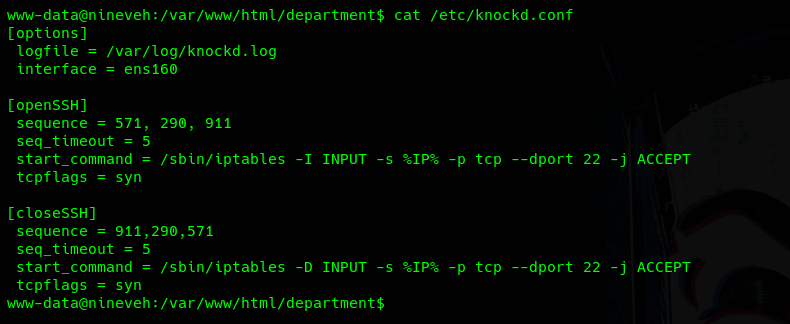 www-data@nineveh:/var/www/html/department$ cat /etc/knockd.conf
[options]
 logfile = /var/log/knockd.log
 interface = ens160

[openSSH]
 sequence = 571, 290, 911
 seq_timeout = 5
 start_command = /sbin/iptables -I INPUT -s %IP% -p tcp --dport 22 -j ACCEPT
 tcpflags = syn

[closeSSH]
 sequence = 911,290,571
 seq_timeout = 5
 start_command = /sbin/iptables -D INPUT -s %IP% -p tcp --dport 22 -j ACCEPT
 tcpflags = syn
www-data@nineveh:/var/www/html/department$